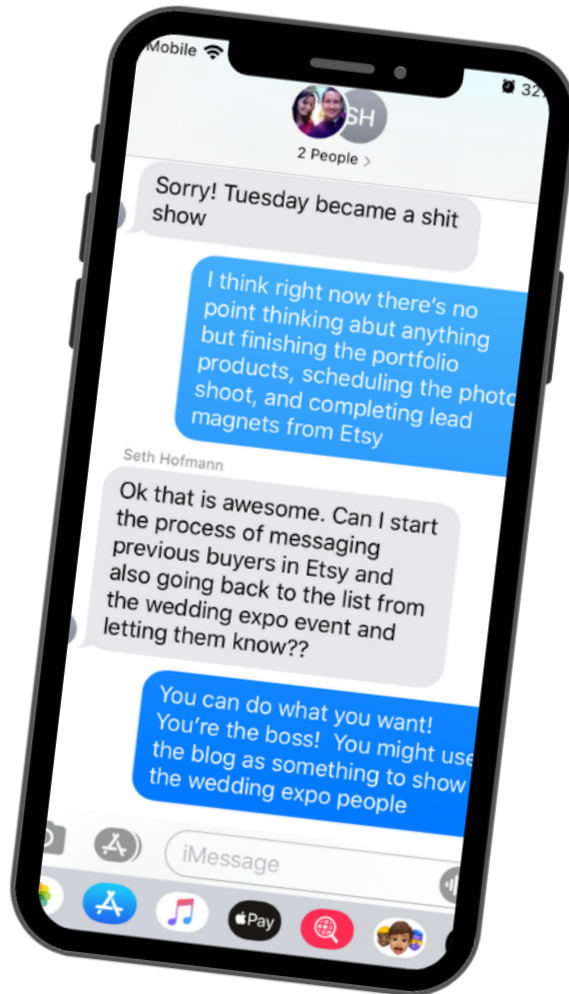 Mobile
32
SH
2 People >
Sorry! Tuesday became a shit
show
I think right now there's no
point thinking abut anything
but finishing the portfolio
products, scheduling the photo
shoot, and completing lead
magnets from Etsy
Seth Hofmann
Ok that is awesome. Can I start
the process of messaging
previous buyers in Etsy and
also going back to the list from
the wedding expo event and
letting them know??
You can do what you want!
You're the boss!  You might use
the blog as something to show
the wedding expo people
iMessage
Pay